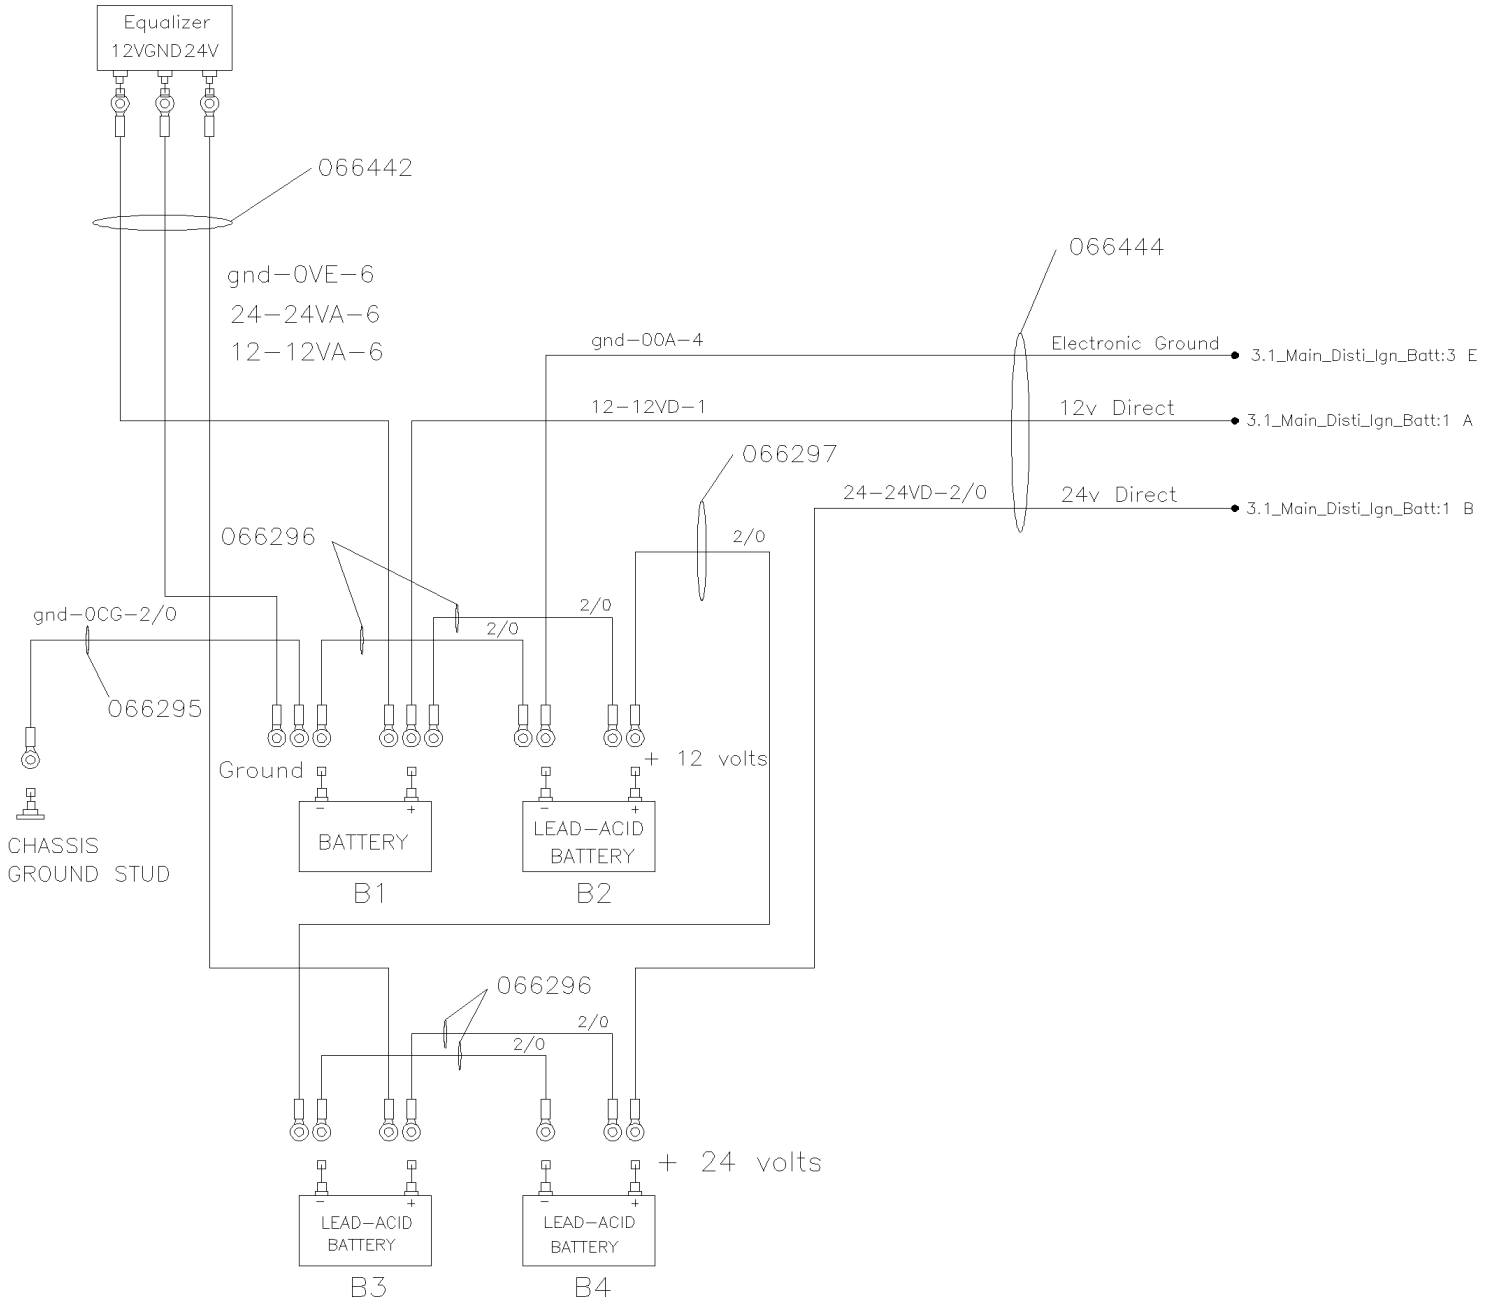 Equalizer
12VGND24V
066442
066444
gnd-0VE-6
24-24VA-6
12-12VA-6
gnd-00A-4
Electronic Ground
3.1_Main_Disti_Ign_Batt:3 E
12-12VD-1
12v Direct
3.1_Main_Disti_Ign_Batt:1 A
066297
24-24VD-2/0
24v Direct
3.1_Main_Disti_Ign_Batt:1 B
066296
2/0
gnd-0CG-2/0
2/0
2/0
066295
Ground
+ 12 volts
- +
- +
BATTERY
LEAD-ACID
BATTERY
CHASSIS
GROUND STUD
B1
B2
066296
2/0
2/0
+ 24 volts
- +
- +
LEAD-ACID
BATTERY
LEAD-ACID
BATTERY
B3
B4